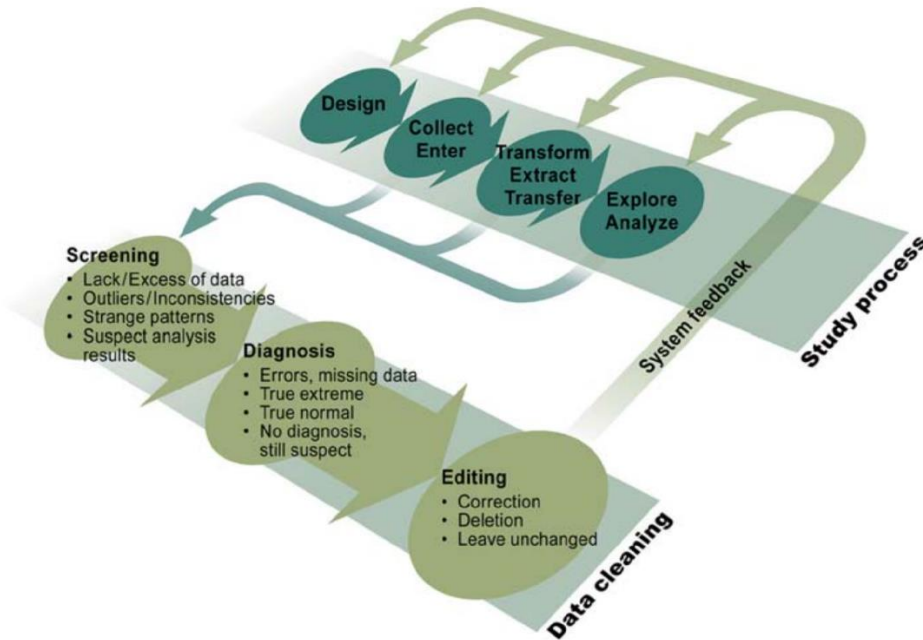 Design
Collect
Enter
Transform
Extract
Transfer
Explore
Analyze
Study process
System feedback
Screening
• Lack/Excess of data
• Outliers/Inconsistencies
• Strange patterns
• Suspect analysis
results
Diagnosis
• Errors, missing data
• True extreme
• True normal
• No diagnosis,
still suspect
Editing
• Correction
• Deletion
• Leave unchanged
Data cleaning